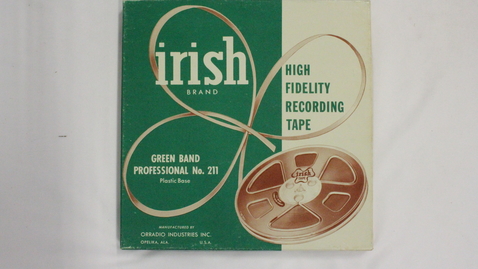 irish
BRAND
HIGH
FIDELITY
RECORDING
TAPE
GREEN BAND
PROFESSIONAL No. 211
Plastic Base
irish
MANUFACTURED BY
ORRADIO INDUSTRIES INC.
OPELIKA, ALA. U.S.A.